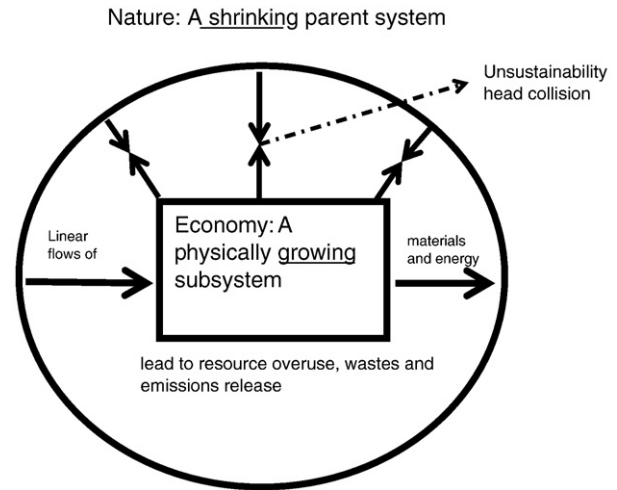 Nature: A shrinking parent system
Unsustainability
head collision
Economy: A
physically growing
subsystem
Linear
flows of
materials
and energy
lead to resource overuse, wastes and
emissions release